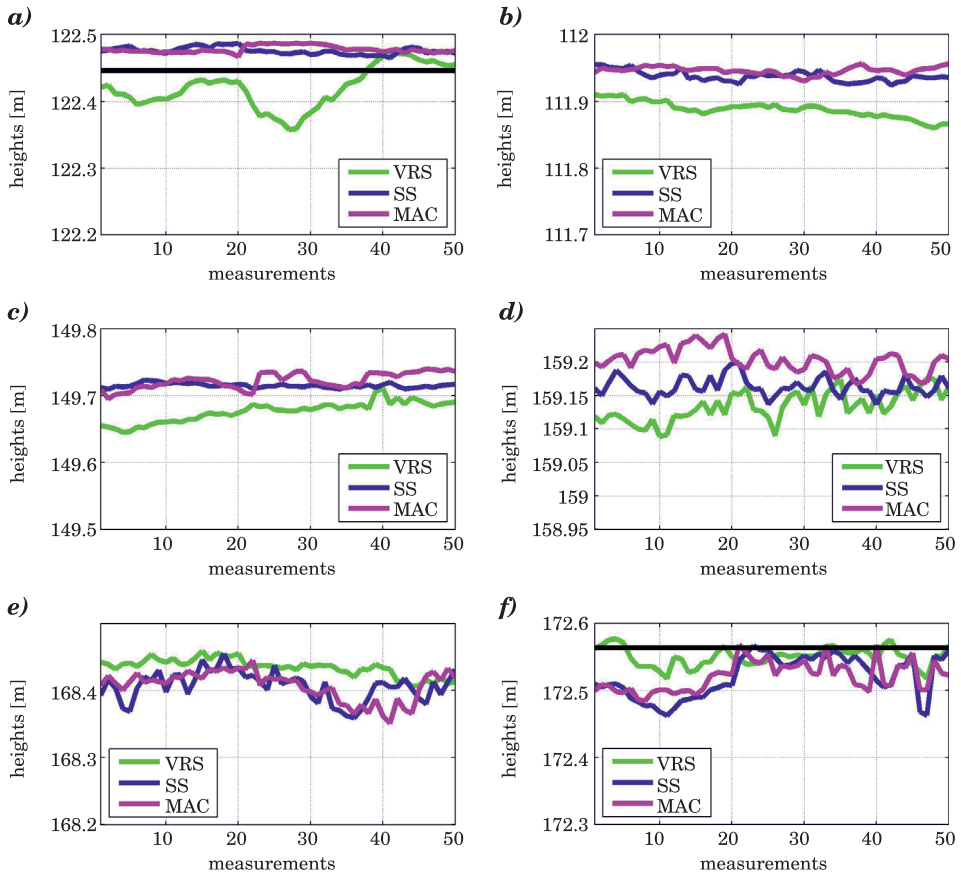 a)
122.5
122.4
122.3
122.2
heights [m]
VRS
SS
MAC
10 20 30 40 50
measurements
b)
112
111.9
111.8
111.7
heights [m]
VRS
SS
MAC
10 20 30 40 50
measurements
c)
149.8
149.7
149.6
149.5
heights [m]
VRS
SS
MAC
10 20 30 40 50
measurements
d)
159.2
159.15
159.1
159.05
159
158.95
heights [m]
VRS
SS
MAC
10 20 30 40 50
measurements
e)
168.4
168.3
168.2
heights [m]
VRS
SS
MAC
10 20 30 40 50
measurements
f)
172.6
172.5
172.4
172.3
heights [m]
VRS
SS
MAC
10 20 30 40 50
measurements